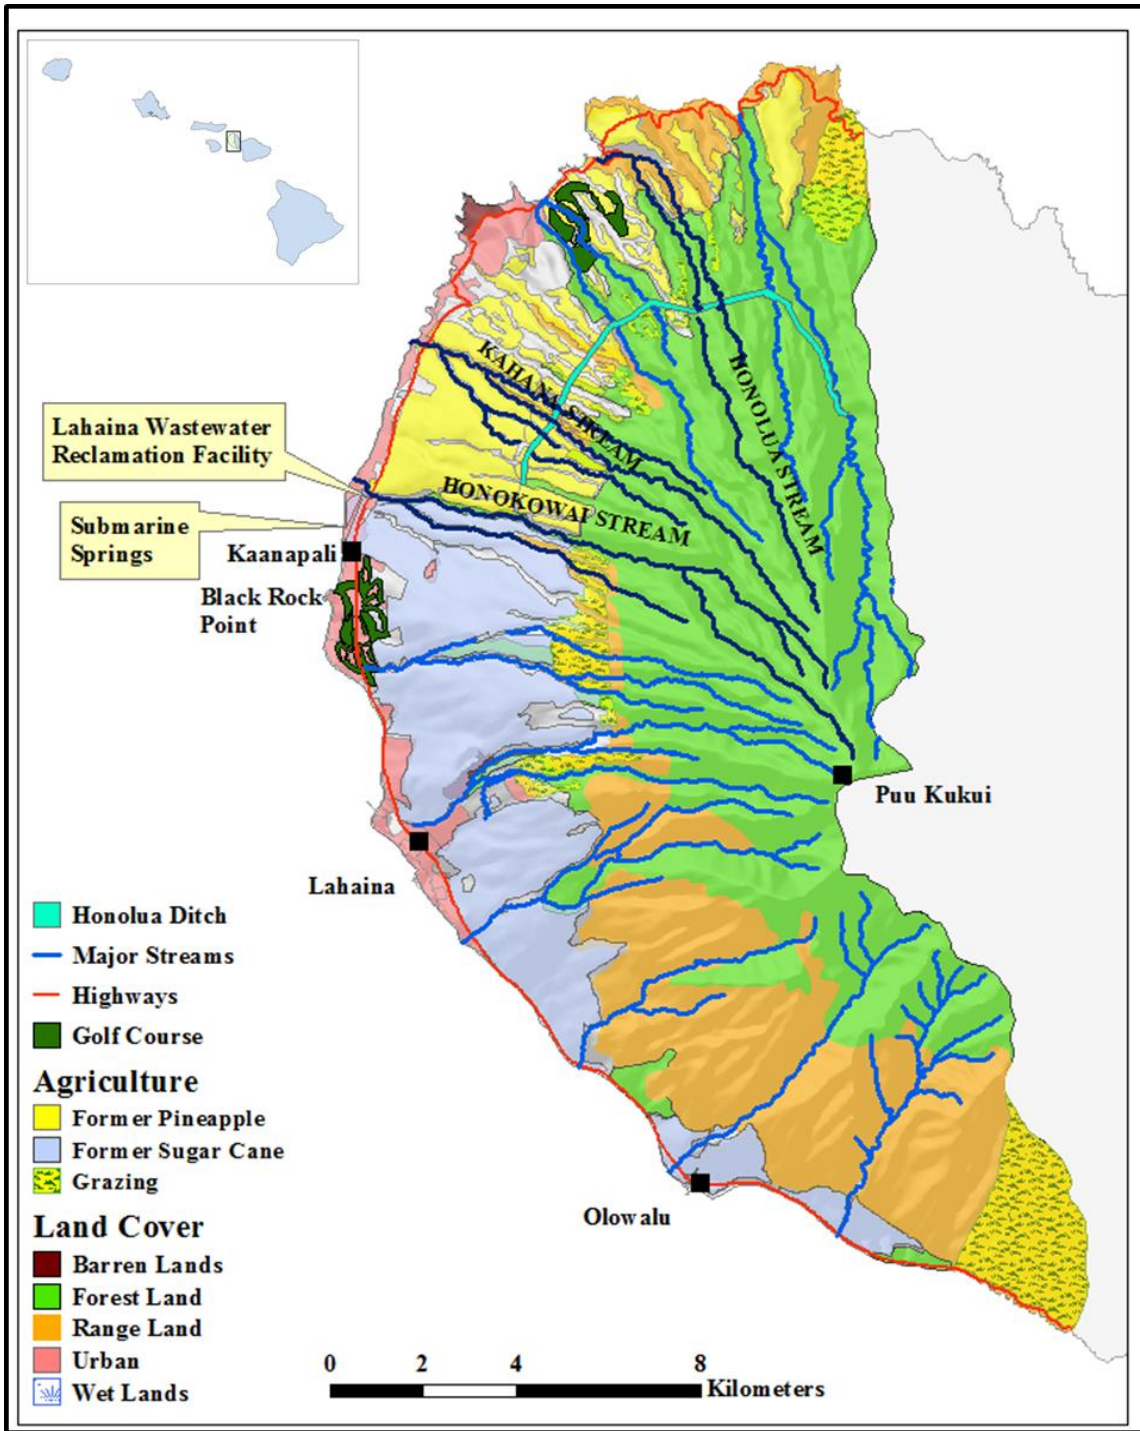 KAHANA STREAM
HONOLUA STREAM
Lahaina Wastewater
Reclamation Facility
HONOKOWAI STREAM
Submarine
Springs
Kaanapali
Black Rock
Point
Puu Kukui
Lahaina
Honolua Ditch
Major Streams
Highways
Golf Course
Agriculture
Former Pineapple
Former Sugar Cane
Grazing
Olowalu
Land Cover
Barren Lands
Forest Land
Range Land
Urban
Wet Lands
0 2 4 8
Kilometers